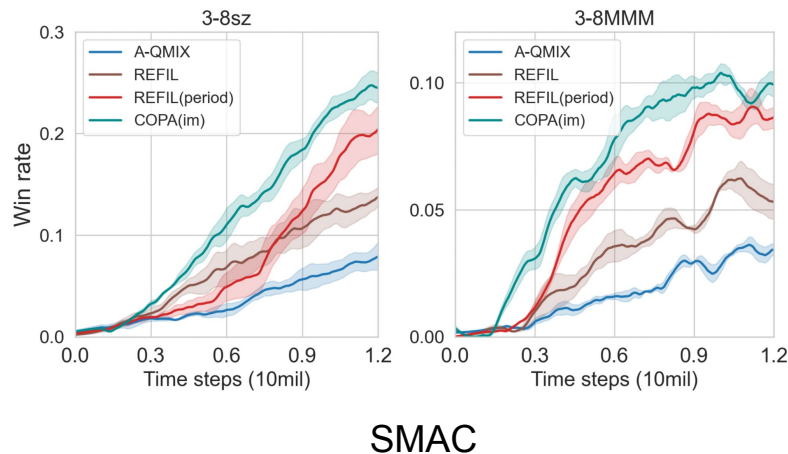 3-8sz
0.3
0.2
0.1
0.0
Win rate
A-QMIX
REFIL
REFIL(period)
COPA(im)
0.0 0.3 0.6 0.9 1.2
Time steps (10mil)
3-8MMM
0.10
0.05
0.00
A-QMIX
REFIL
REFIL(period)
COPA(im)
0.0 0.3 0.6 0.9 1.2
Time steps (10mil)
SMAC